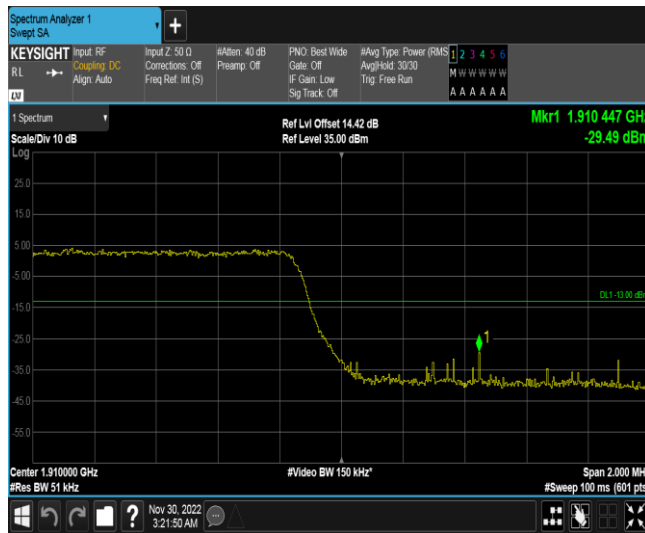 Spectrum Analyzer 1
Swept SA
KEYSIGHT
RL
LXI
Input: RF
Coupling: DC
Align: Auto
Input Z: 50 Ω
Corrections: Off
Freq Ref: Int (S)
#Atten: 40 dB
Preamp: Off
PNO: Best Wide
Gate: Off
IF Gain: Low
Sig Track: Off
#Avg Type: Power (RMS
Avg|Hold: 30/30
Trig: Free Run
1 2 3 4 5 6
M W W W W W
A A A A A A
1 Spectrum
Scale/Div 10 dB
Ref Lvl Offset 14.42 dB
Ref Level 35.00 dBm
Mkr1 1.910 447 GHz
-29.49 dBm
Log
25.0
15.0
5.00
-5.00
DL1 -13.00 dBm
-15.0
1
-25.0
-35.0
-45.0
-55.0
Center 1.910000 GHz
#Video BW 150 kHz*
Span 2.000 MH
#Res BW 51 kHz
#Sweep 100 ms (601 pts
?
Nov 30, 2022
3:21:50 AM